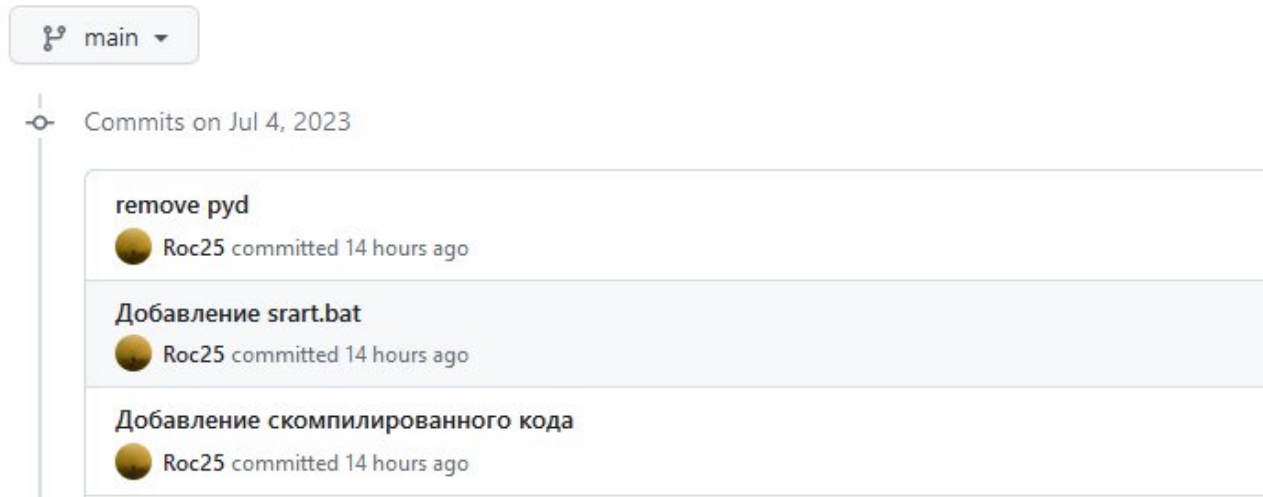 main
Commits on Jul 4, 2023
remove pyd
Roc25 committed 14 hours ago
Добавление srart.bat
Roc25 committed 14 hours ago
Добавление скомпилированного кода
Roc25 committed 14 hours ago